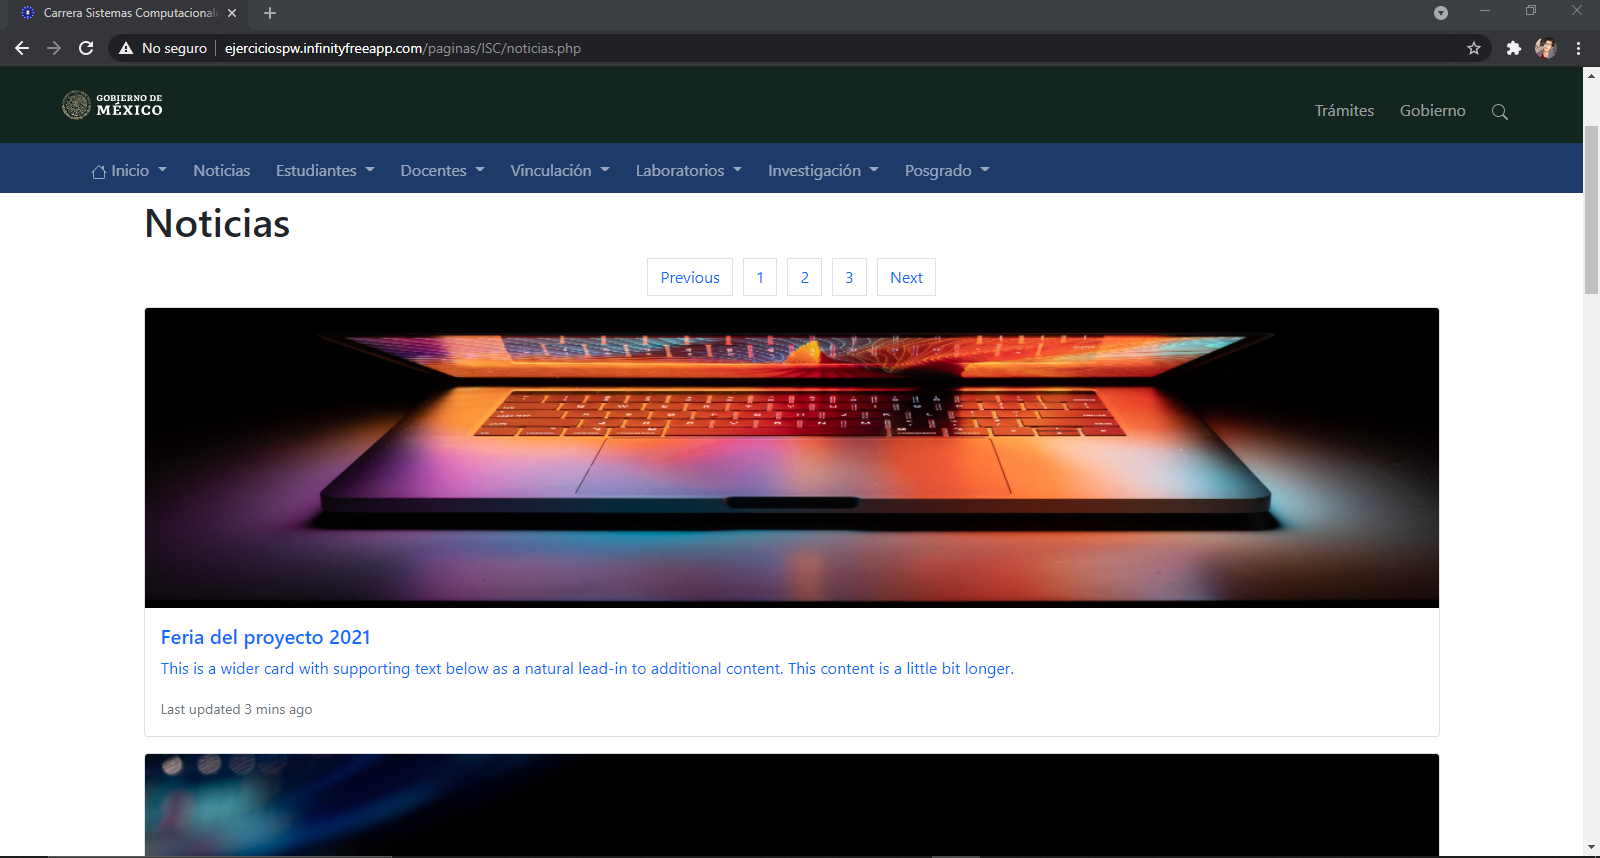 Carrera Sistemas Computacionale
No seguro
ejerciciospw.infinityfreeapp.com/paginas/ISC/noticias.php
GOBIERNO DE
MÉXICO
Trámites
Gobierno
Inicio
Noticias
Estudiantes
Docentes
Vinculación
Laboratorios
Investigación
Posgrado
Noticias
Previous
1
2
3
Next
Feria del proyecto 2021
This is a wider card with supporting text below as a natural lead-in to additional content. This content is a little bit longer.
Last updated 3 mins ago